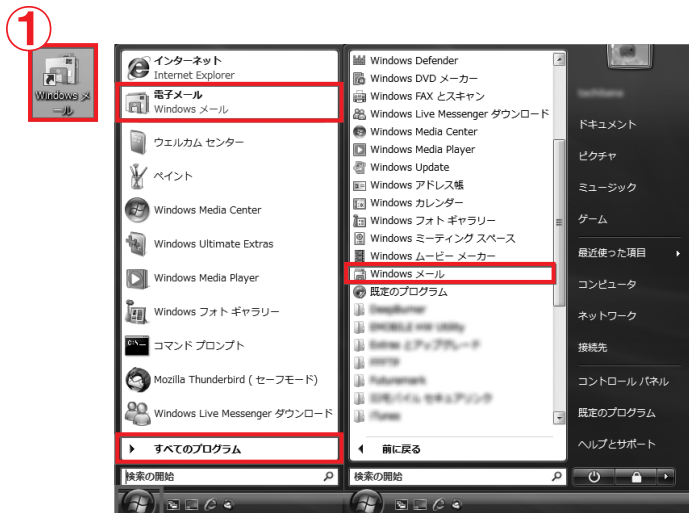 ①
Windows メ
ール
インターネット
Internet Explorer
電子メール
Windows メール
ウェルカム センター
ペイント
Windows Media Center
Windows Ultimate Extras
Windows Media Player
Windows フォト ギャラリー
コマンド プロンプト
Mozilla Thunderbird ( セーフモード)
Windows Live Messenger ダウンロード
すべてのプログラム
検索の開始
Windows Defender
Windows DVD メーカー
Windows FAX とスキャン
Windows Live Messenger ダウンロード
Windows Media Center
Windows Media Player
Windows Update
Windows アドレス帳
Windows カレンダー
Windows フォト ギャラリー
Windows ミーティング スペース
Windows ムービー メーカー
Windows メール
既定のプログラム
前に戻る
検索の開始
ドキュメント
ピクチャ
ミュージック
ゲーム
最近使った項目
コンピュータ
ネットワーク
接続先
コントロール パネル
既定のプログラム
ヘルプとサポート